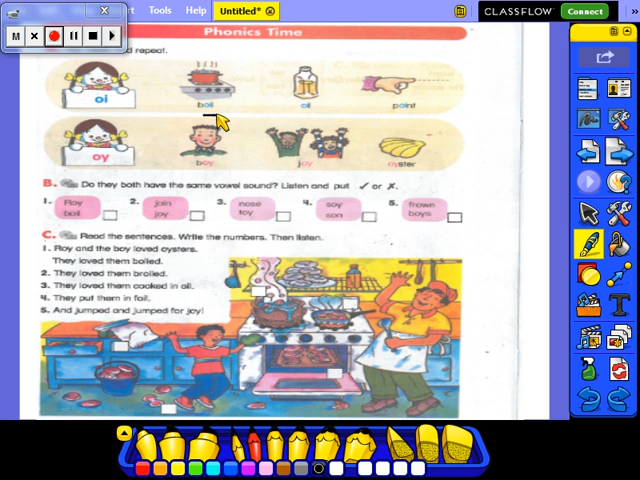 Tools Help Untitled* CLASSFLOW Connect »
M
Phonics Time
and repeat.
oi boil oil point
oy boy joy oyster
B. Do they both have the same vowel sound? Listen and put ✓ or ✗.
1. Roy 2. join 3. nose 4. soy 5. frown
boil joy toy son boys
C. Read the sentences. Write the numbers. Then listen.
1. Roy and the boy loved oysters.
They loved them boiled.
2. They loved them broiled.
3. They loved them cooked in oil.
4. They put them in foil.
5. And jumped and jumped for joy!
T